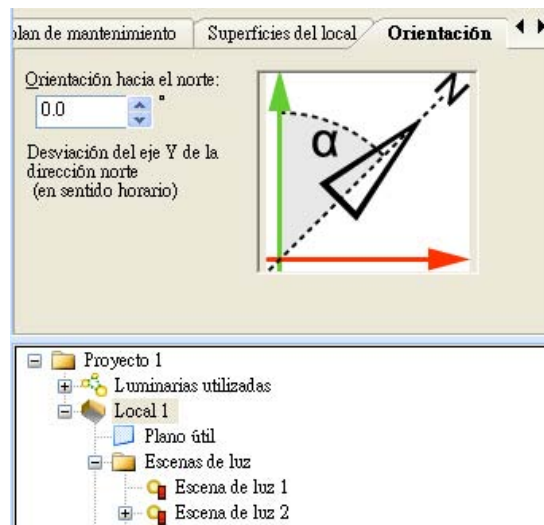 plan de mantenimiento Superficies del local Orientación
Orientación hacia el norte:
0.0 °
Desviación del eje Y de la
dirección norte
(en sentido horario)
α
N
Proyecto 1
Luminarias utilizadas
Local 1
Plano útil
Escenas de luz
Escena de luz 1
Escena de luz 2